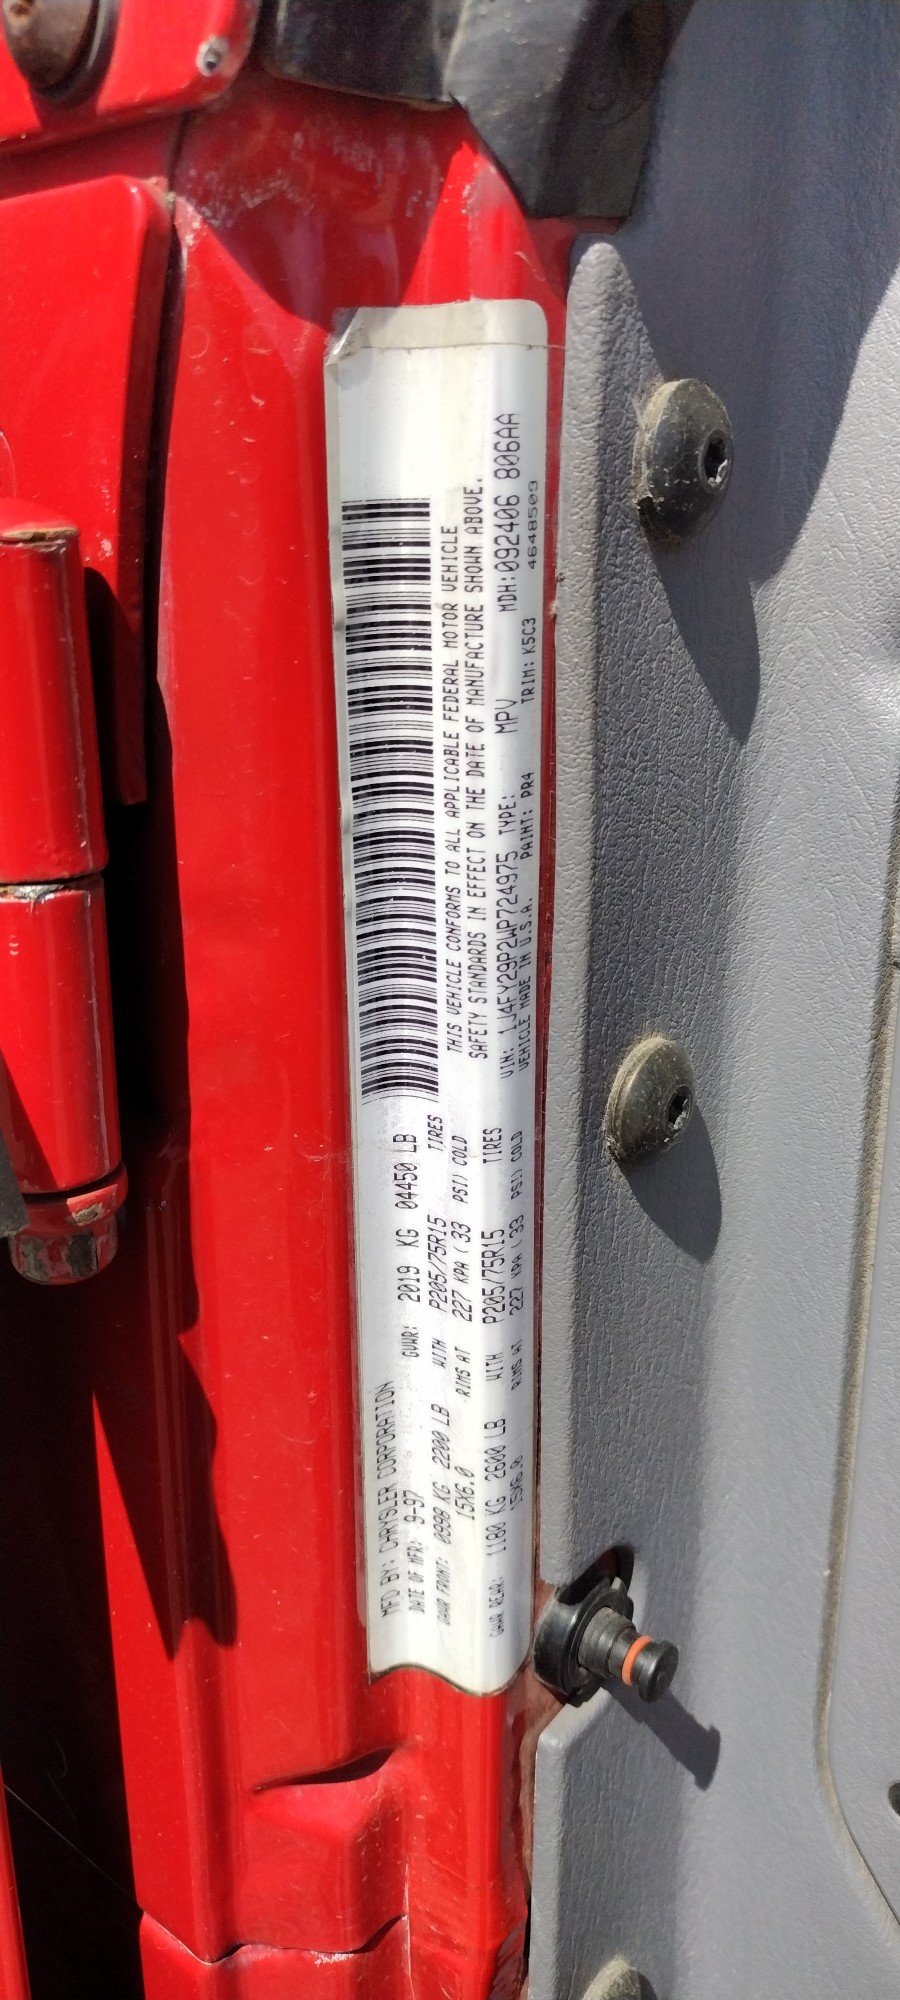 MFD BY: CHRYSLER CORPORATION
DATE OF MFR: 9-97 GVWR: 2019 KG 04450 LB
GAWR FRONT: 0998 KG 2200 LB WITH P205/75R15 TIRES
15X6.0 RIMS AT 227 KPA ( 33 PSI) COLD
GAWR REAR: 1180 KG 2600 LB WITH P205/75R15 TIRES
15X6.0 RIMS AT 227 KPA ( 33 PSI) COLD
THIS VEHICLE CONFORMS TO ALL APPLICABLE FEDERAL MOTOR VEHICLE
SAFETY STANDARDS IN EFFECT ON THE DATE OF MANUFACTURE SHOWN ABOVE.
VIN: 1J4FY29P2WP724975 TYPE: MPV MDH:092406 806AA
VEHICLE MADE IN U.S.A. PAINT: PR4 TRIM: K5C3 4648509